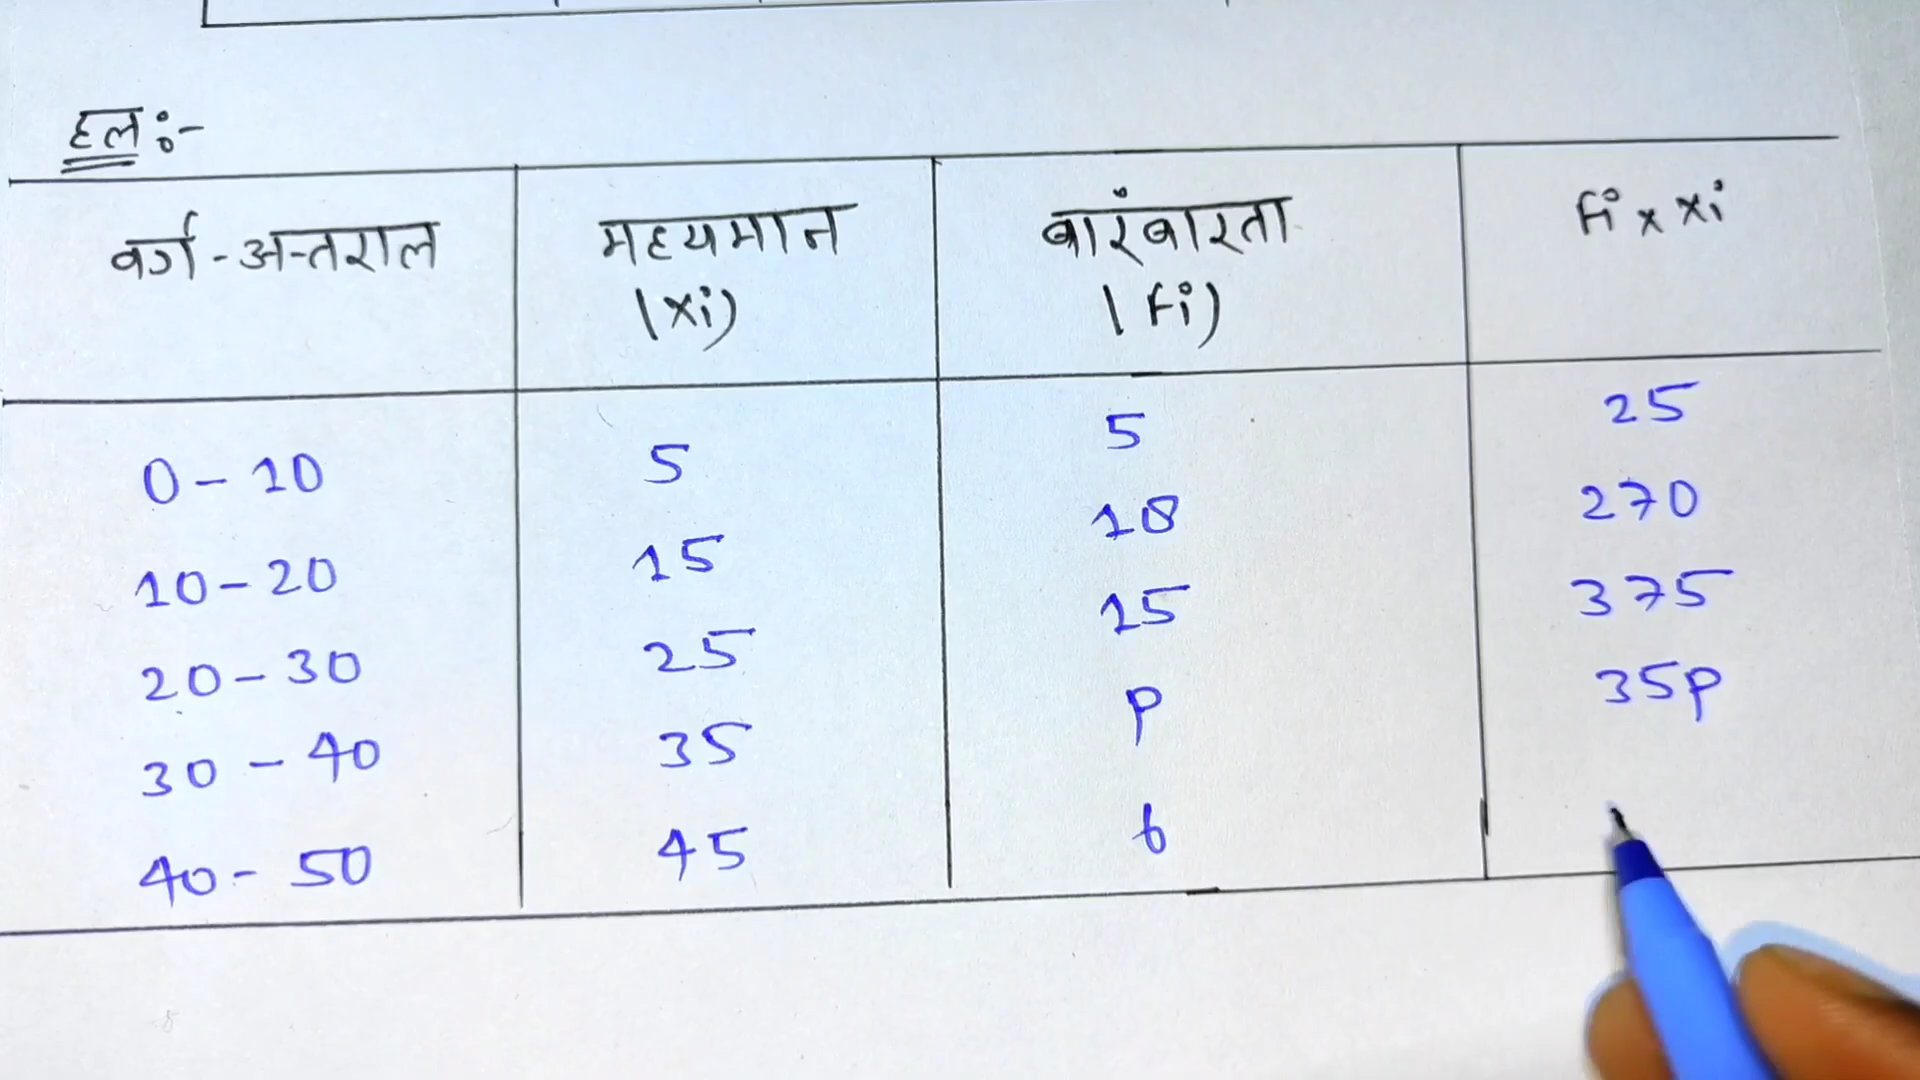 हल :-
वर्ग-अन्तराल मध्यमान (xi) बारंबारता (fi) fi x xi
0-10 5 5 25
10-20 15 18 270
20-30 25 15 375
30-40 35 P 35P
40-50 45 6